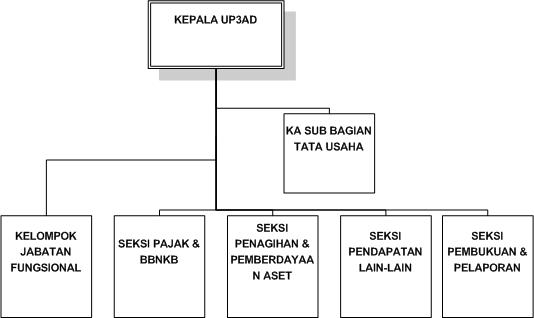 KEPALA UP3AD
KA SUB BAGIAN
TATA USAHA
KELOMPOK
JABATAN
FUNGSIONAL
SEKSI PAJAK &
BBNKB
SEKSI
PENAGIHAN &
PEMBERDAYAA
N ASET
SEKSI
PENDAPATAN
LAIN-LAIN
SEKSI
PEMBUKUAN &
PELAPORAN